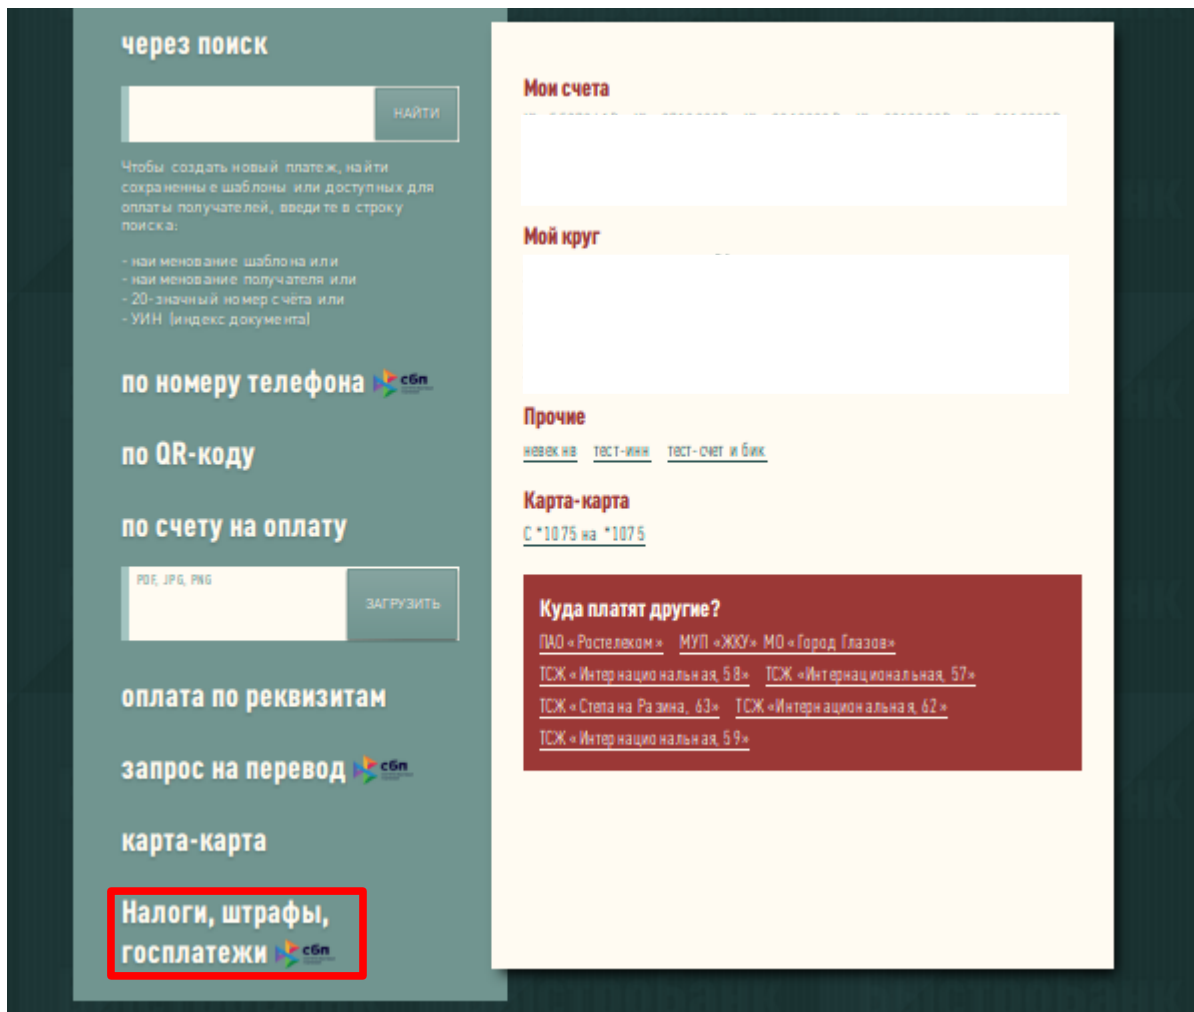 через поиск
НАЙТИ
Чтобы создать новый платеж, найти
сохраненные шаблоны или доступных для
оплаты получателей, введите в строку
поиска:
- наименование шаблона или
- наименование получателя или
- 20-значный номер счёта или
- УИН (индекс документа)
по номеру телефона сбп
по QR-коду
по счету на оплату
PDF, JPG, PNG
ЗАГРУЗИТЬ
оплата по реквизитам
запрос на перевод сбп
карта-карта
Налоги, штрафы,
госплатежи сбп
Мои счета
Мой круг
Прочие
невекнв тест-инн тест-счет и бик
Карта-карта
С *1075 на *1075
Куда платят другие?
ПАО «Ростелеком» МУП «ЖКУ» МО «Город Глазов»
ТСЖ «Интернациональная, 58» ТСЖ «Интернациональная, 57»
ТСЖ «Степана Разина, 63» ТСЖ «Интернациональная, 62»
ТСЖ «Интернациональная, 59»